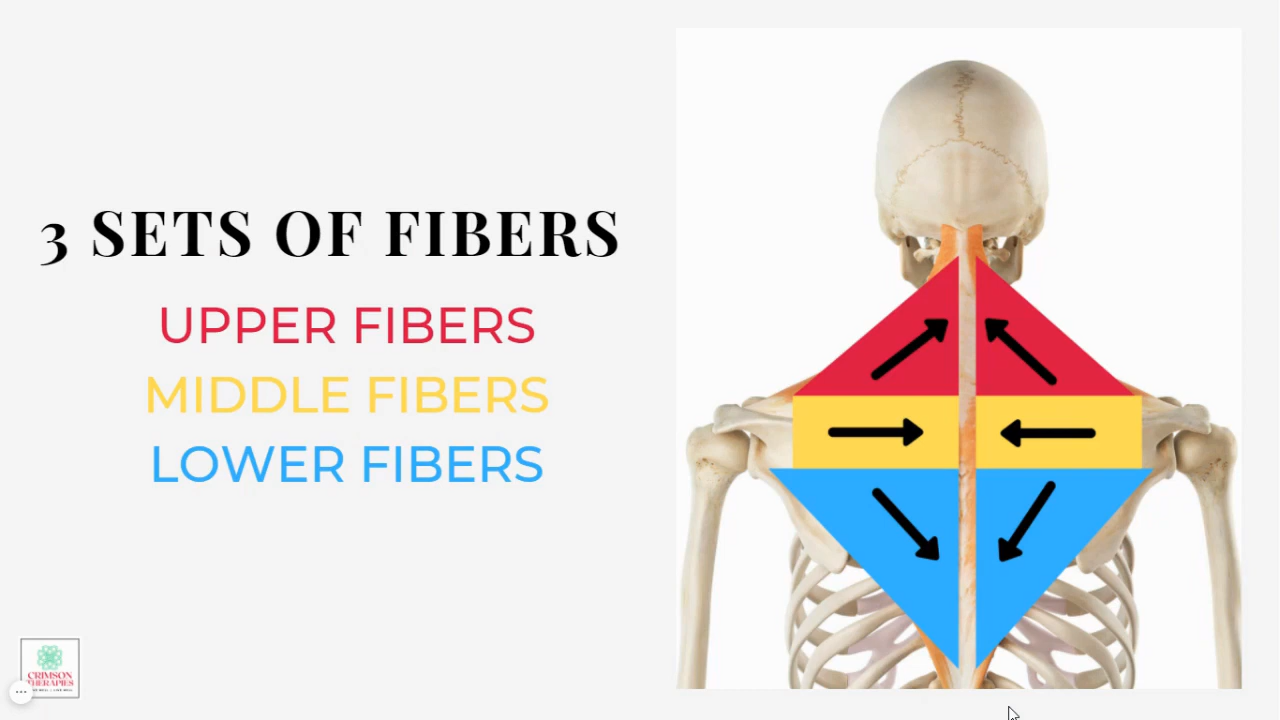 3 SETS OF FIBERS
UPPER FIBERS
MIDDLE FIBERS
LOWER FIBERS
CRIMSON
THERAPIES